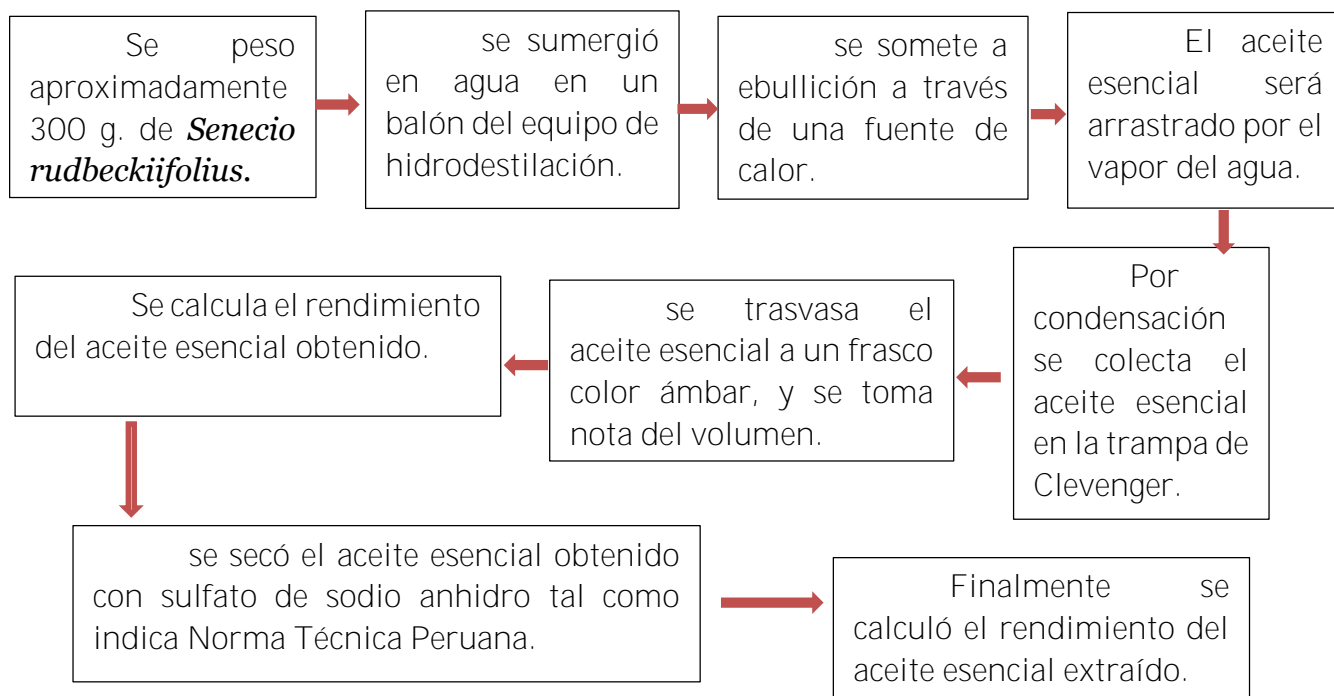 Se peso
aproximadamente
300 g. de Senecio
rudbeckiifolius.
se sumergió
en agua en un
balón del equipo de
hidrodestilación.
se somete a
ebullición a través
de una fuente de
calor.
El aceite
esencial será
arrastrado por el
vapor del agua.
Por
condensación
se colecta el
aceite esencial
en la trampa de
Clevenger.
se trasvasa el
aceite esencial a un frasco
color ámbar, y se toma
nota del volumen.
Se calcula el rendimiento
del aceite esencial obtenido.
se secó el aceite esencial obtenido
con sulfato de sodio anhidro tal como
indica Norma Técnica Peruana.
Finalmente se
calculó el rendimiento del
aceite esencial extraído.